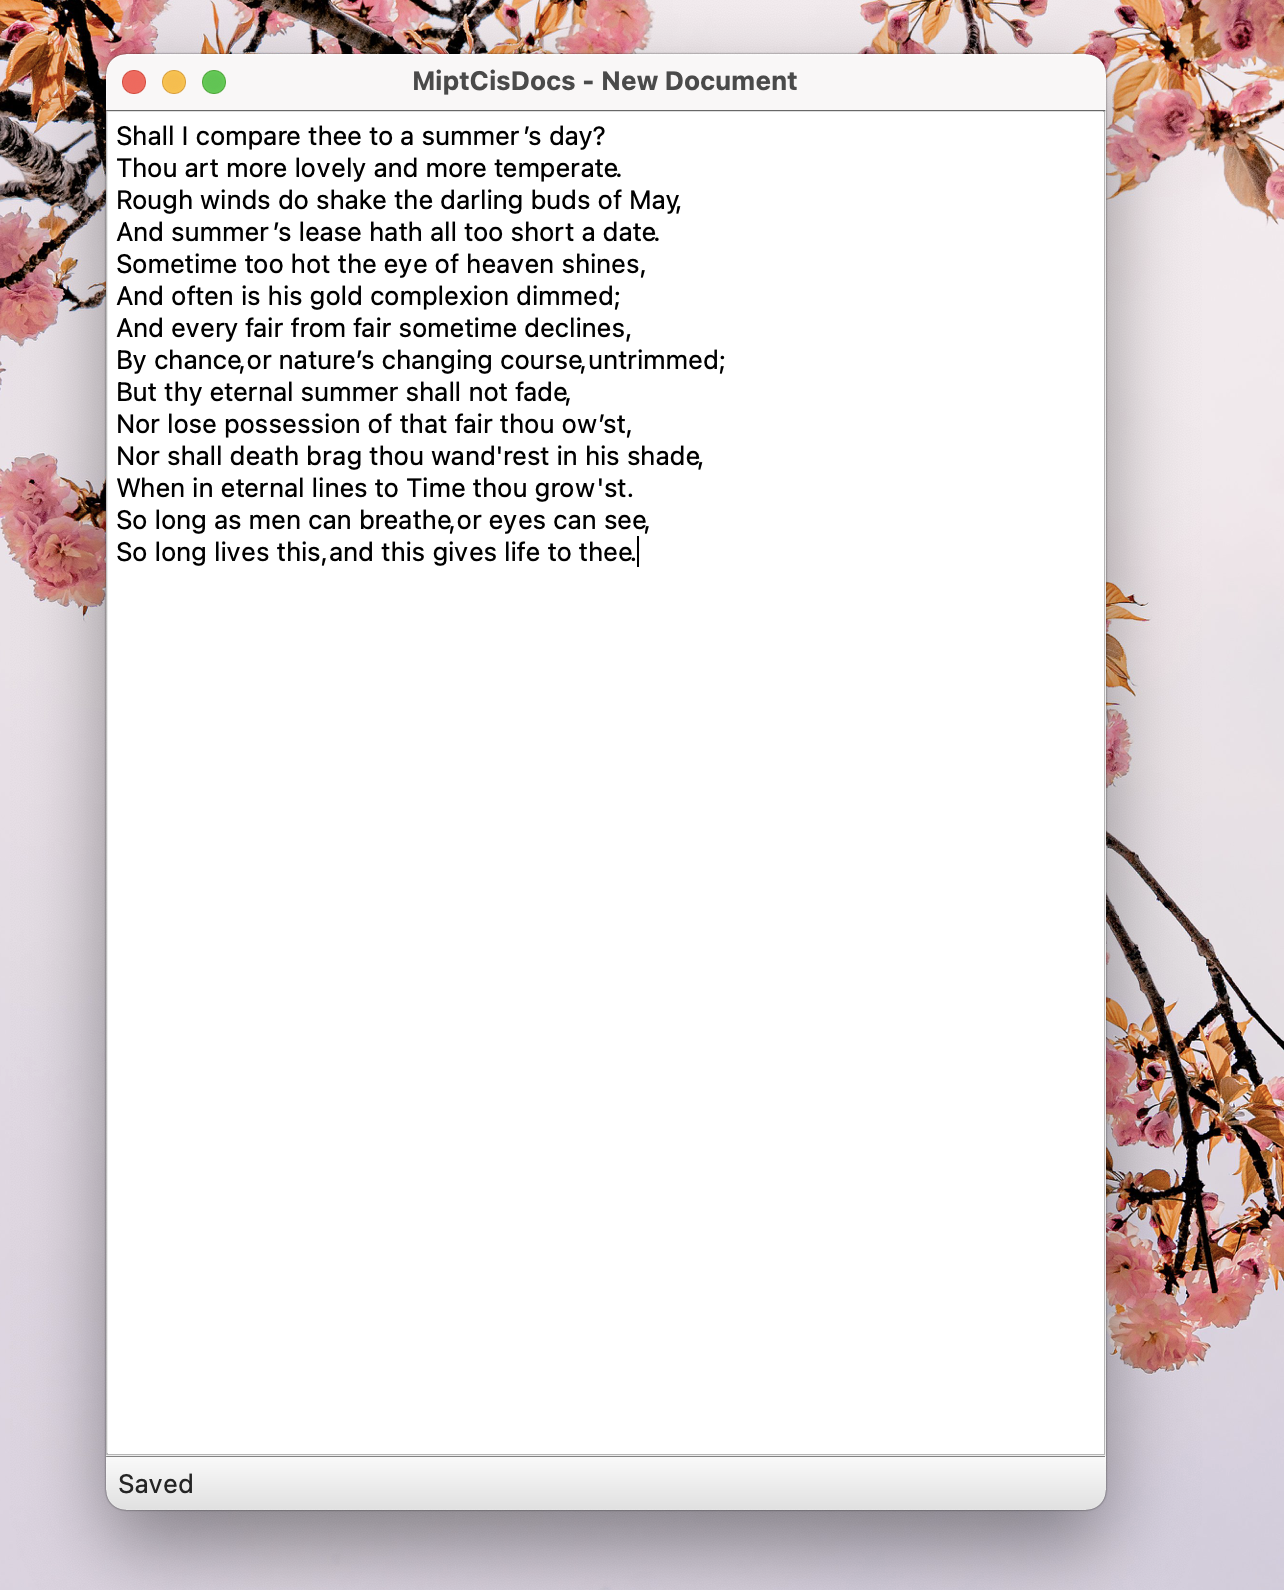 MiptCisDocs - New Document
Shall I compare thee to a summer’s day?
Thou art more lovely and more temperate.
Rough winds do shake the darling buds of May,
And summer’s lease hath all too short a date.
Sometime too hot the eye of heaven shines,
And often is his gold complexion dimmed;
And every fair from fair sometime declines,
By chance,or nature’s changing course,untrimmed;
But thy eternal summer shall not fade,
Nor lose possession of that fair thou ow’st,
Nor shall death brag thou wand'rest in his shade,
When in eternal lines to Time thou grow'st.
So long as men can breathe,or eyes can see,
So long lives this,and this gives life to thee.
Saved